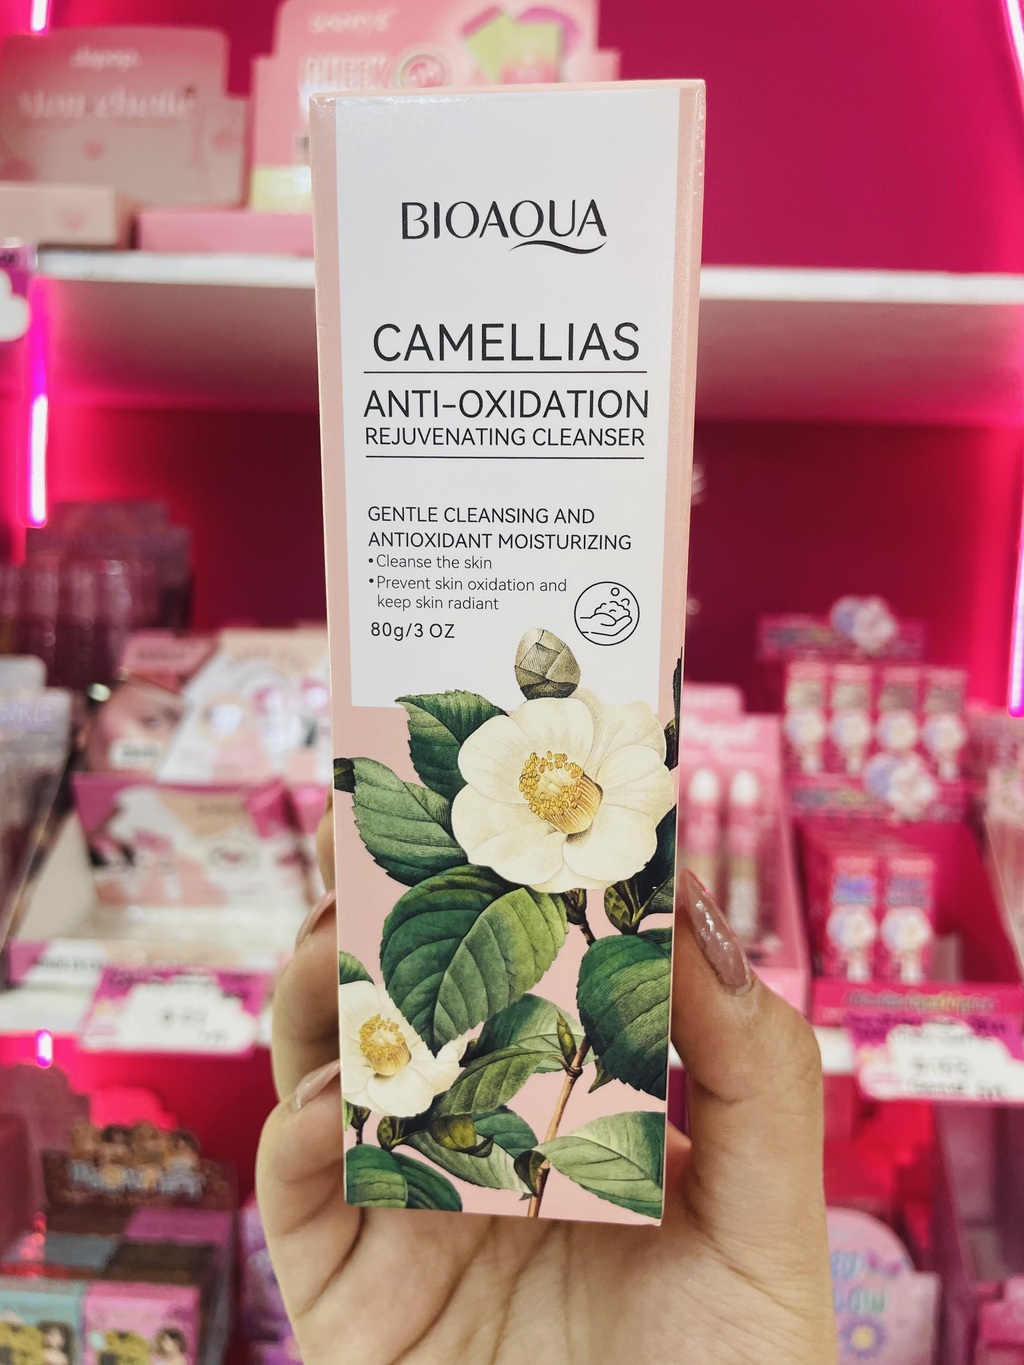 BIOAQUA
CAMELLIAS
ANTI-OXIDATION
REJUVENATING CLEANSER
GENTLE CLEANSING AND
ANTIOXIDANT MOISTURIZING
•Cleanse the skin
•Prevent skin oxidation and
keep skin radiant
80g/3 OZ